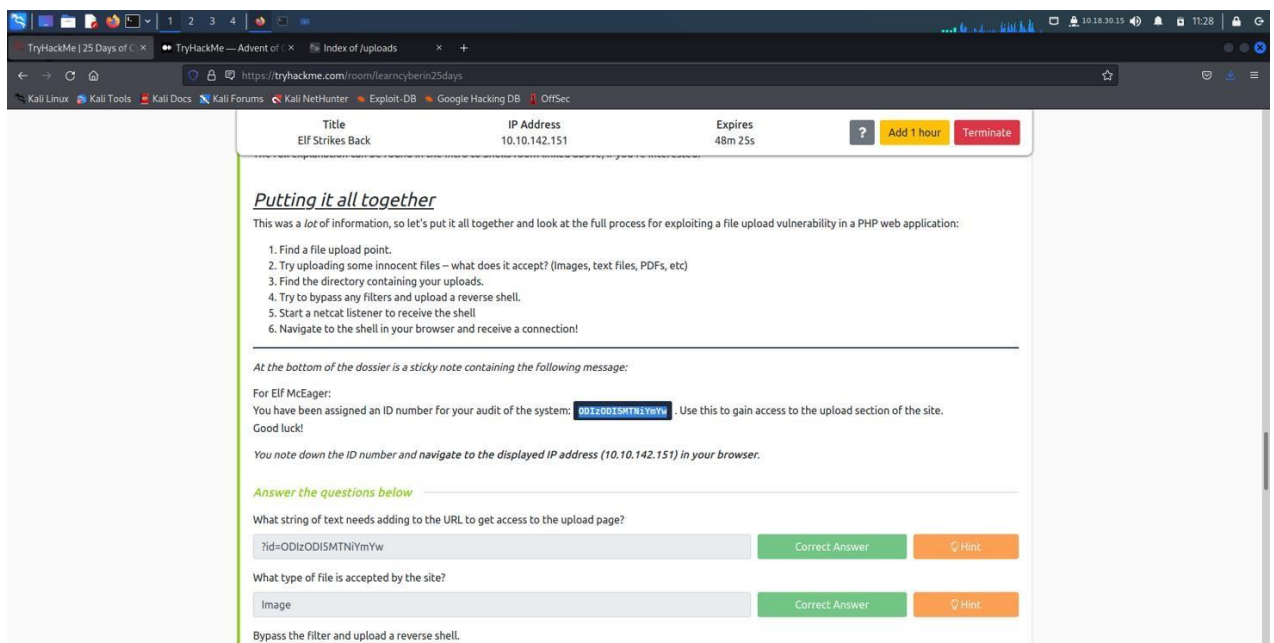 1 2 3 4
10.18.30.15 11:28
TryHackMe | 25 Days of C × TryHackMe — Advent of C × Index of /uploads × +
https://tryhackme.com/room/learncyberin25days
Kali Linux Kali Tools Kali Docs Kali Forums Kali NetHunter Exploit-DB Google Hacking DB OffSec
Title IP Address Expires
Elf Strikes Back 10.10.142.151 48m 25s ? Add 1 hour Terminate
Putting it all together
This was a lot of information, so let's put it all together and look at the full process for exploiting a file upload vulnerability in a PHP web application:
1. Find a file upload point.
2. Try uploading some innocent files -- what does it accept? (Images, text files, PDFs, etc)
3. Find the directory containing your uploads.
4. Try to bypass any filters and upload a reverse shell.
5. Start a netcat listener to receive the shell
6. Navigate to the shell in your browser and receive a connection!
At the bottom of the dossier is a sticky note containing the following message:
For Elf McEager:
You have been assigned an ID number for your audit of the system: ODIzODI5MTNiYmYw . Use this to gain access to the upload section of the site.
Good luck!
You note down the ID number and navigate to the displayed IP address (10.10.142.151) in your browser.
Answer the questions below
What string of text needs adding to the URL to get access to the upload page?
?id=ODIzODI5MTNiYmYw Correct Answer Hint
What type of file is accepted by the site?
Image Correct Answer Hint
Bypass the filter and upload a reverse shell.